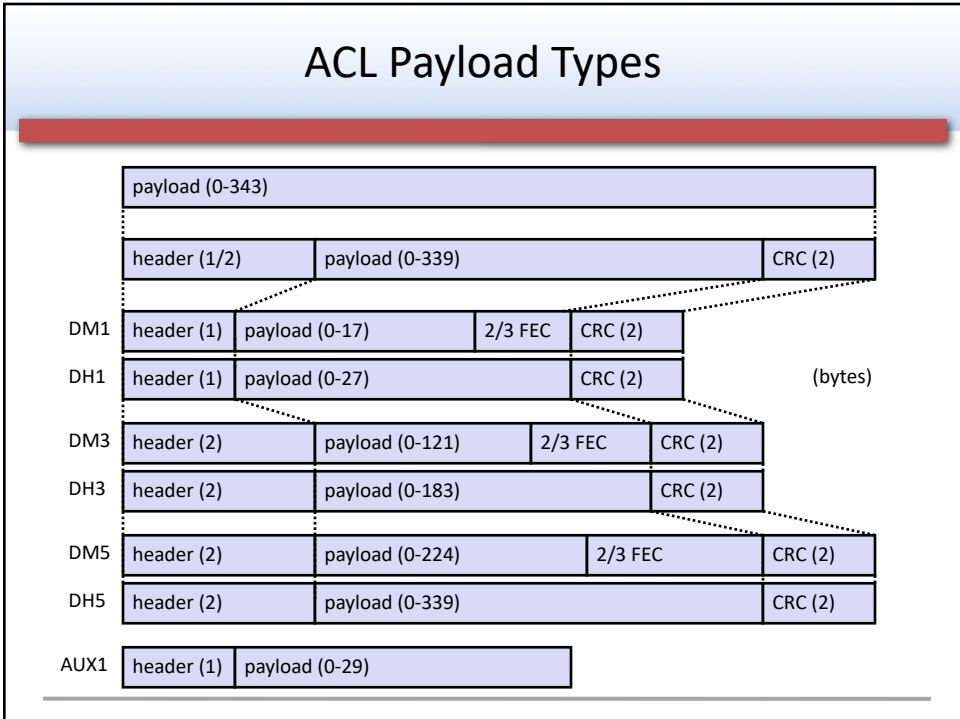 ACL Payload Types
payload (0-343)
header (1/2) payload (0-339) CRC (2)
DM1 header (1) payload (0-17) 2/3 FEC CRC (2)
DH1 header (1) payload (0-27) CRC (2) (bytes)
DM3 header (2) payload (0-121) 2/3 FEC CRC (2)
DH3 header (2) payload (0-183) CRC (2)
DM5 header (2) payload (0-224) 2/3 FEC CRC (2)
DH5 header (2) payload (0-339) CRC (2)
AUX1 header (1) payload (0-29)